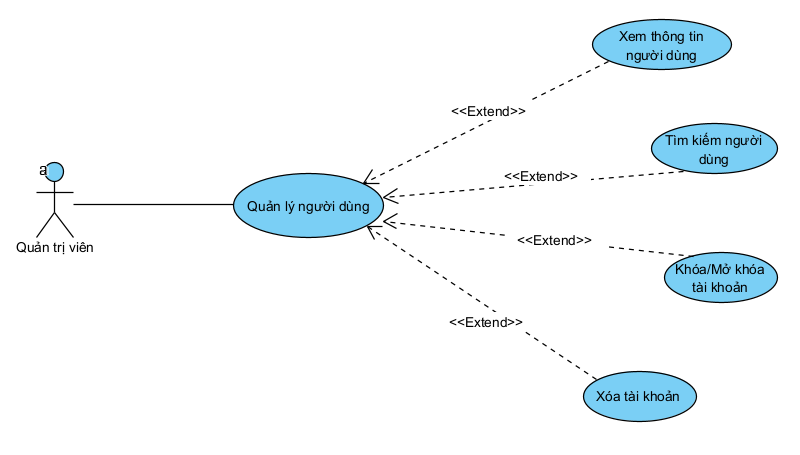 Xem thông tin
người dùng
<<Extend>>
Tìm kiếm người
dùng
<<Extend>>
a
Quản lý người dùng
Quản trị viên
<<Extend>>
Khóa/Mở khóa
tài khoản
<<Extend>>
Xóa tài khoản